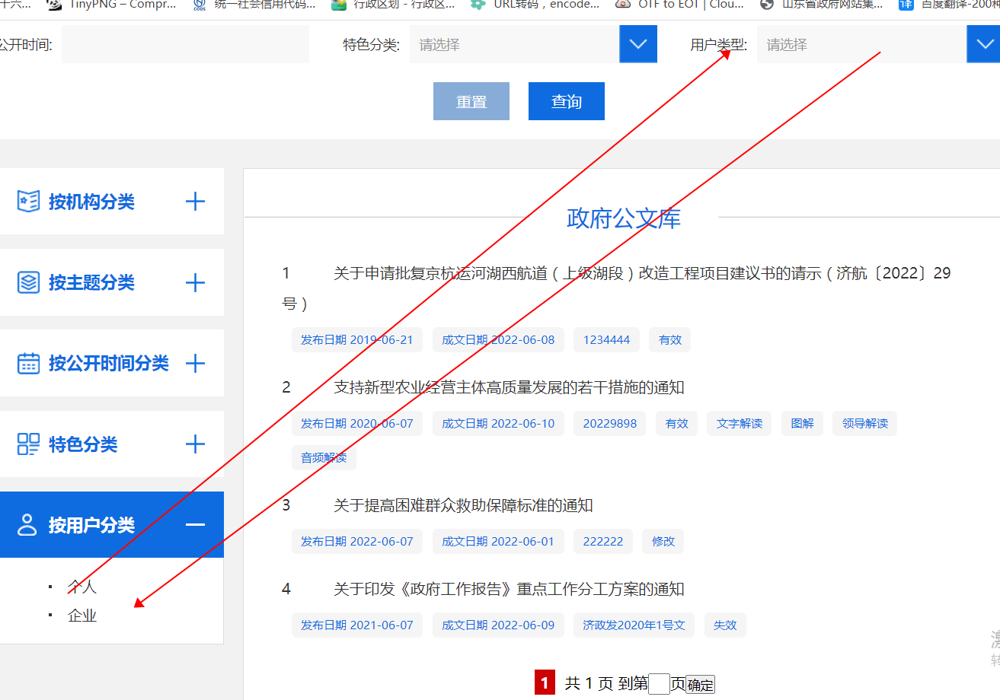 十六...
TinyPNG – Compr...
统一社会信用代码...
行政区划 - 行政区...
URL转码，encode...
OTF to EOT | Clou...
山东省政府网站集...
百度翻译-200种
公开时间:
特色分类: 请选择
用户类型: 请选择
重置
查询
按机构分类
按主题分类
按公开时间分类
特色分类
按用户分类
个人
企业
政府公文库
1 关于申请批复京杭运河湖西航道（上级湖段）改造工程项目建议书的请示（济航〔2022〕29
号）
发布日期 2019-06-21 成文日期 2022-06-08 1234444 有效
2 支持新型农业经营主体高质量发展的若干措施的通知
发布日期 2020-06-07 成文日期 2022-06-10 20229898 有效 文字解读 图解 领导解读
音频解读
3 关于提高困难群众救助保障标准的通知
发布日期 2022-06-07 成文日期 2022-06-01 222222 修改
4 关于印发《政府工作报告》重点工作分工方案的通知
发布日期 2021-06-07 成文日期 2022-06-09 济政发2020年1号文 失效
1 共 1 页 到第 页 确定
转